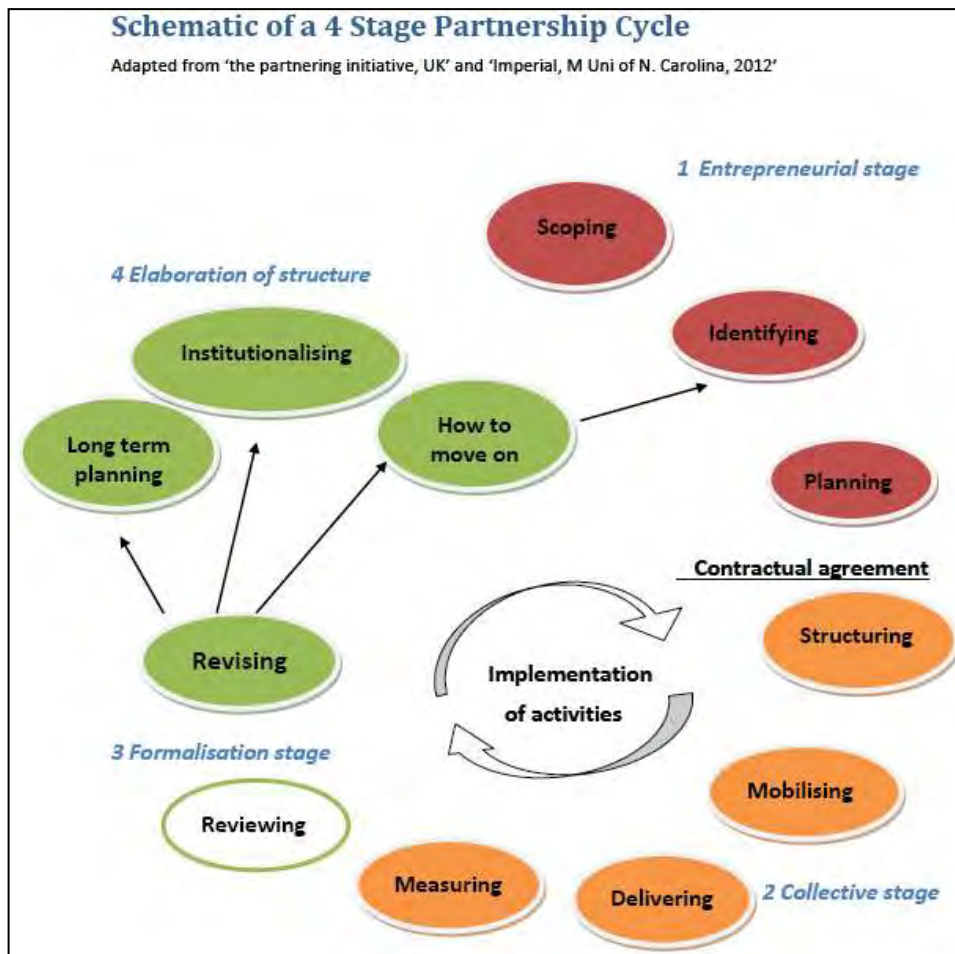 Schematic of a 4 Stage Partnership Cycle
Adapted from ‘the partnering initiative, UK’ and ‘Imperial, M Uni of N. Carolina, 2012’
1 Entrepreneurial stage
Scoping
Identifying
Planning
Contractual agreement
Structuring
Mobilising
Delivering
2 Collective stage
Measuring
Reviewing
3 Formalisation stage
Revising
Long term
planning
4 Elaboration of structure
Institutionalising
How to
move on
Implementation
of activities